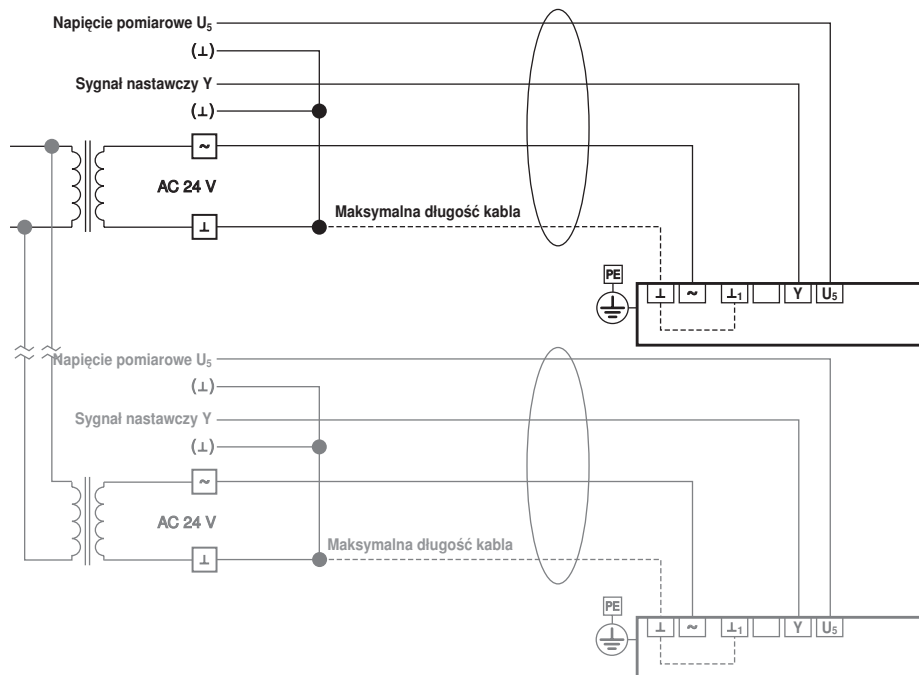 Napięcie pomiarowe U5
(⊥)
Sygnał nastawczy Y
(⊥)
~
AC 24 V
Maksymalna długość kabla
⊥
PE
⊥ ~ ⊥1 Y U5
Napięcie pomiarowe U5
(⊥)
Sygnał nastawczy Y
(⊥)
~
AC 24 V
Maksymalna długość kabla
⊥
PE
⊥ ~ ⊥1 Y U5